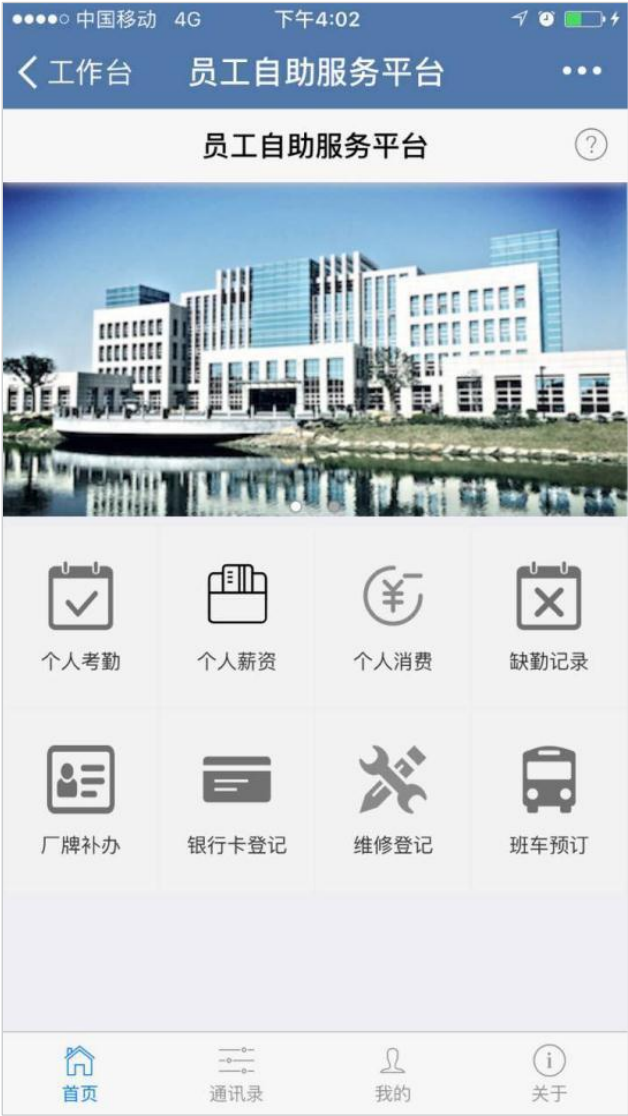 中国移动 4G 下午4:02
工作台 员工自助服务平台
员工自助服务平台 ?
个人考勤 个人薪资 个人消费 缺勤记录
厂牌补办 银行卡登记 维修登记 班车预订
首页 通讯录 我的 关于